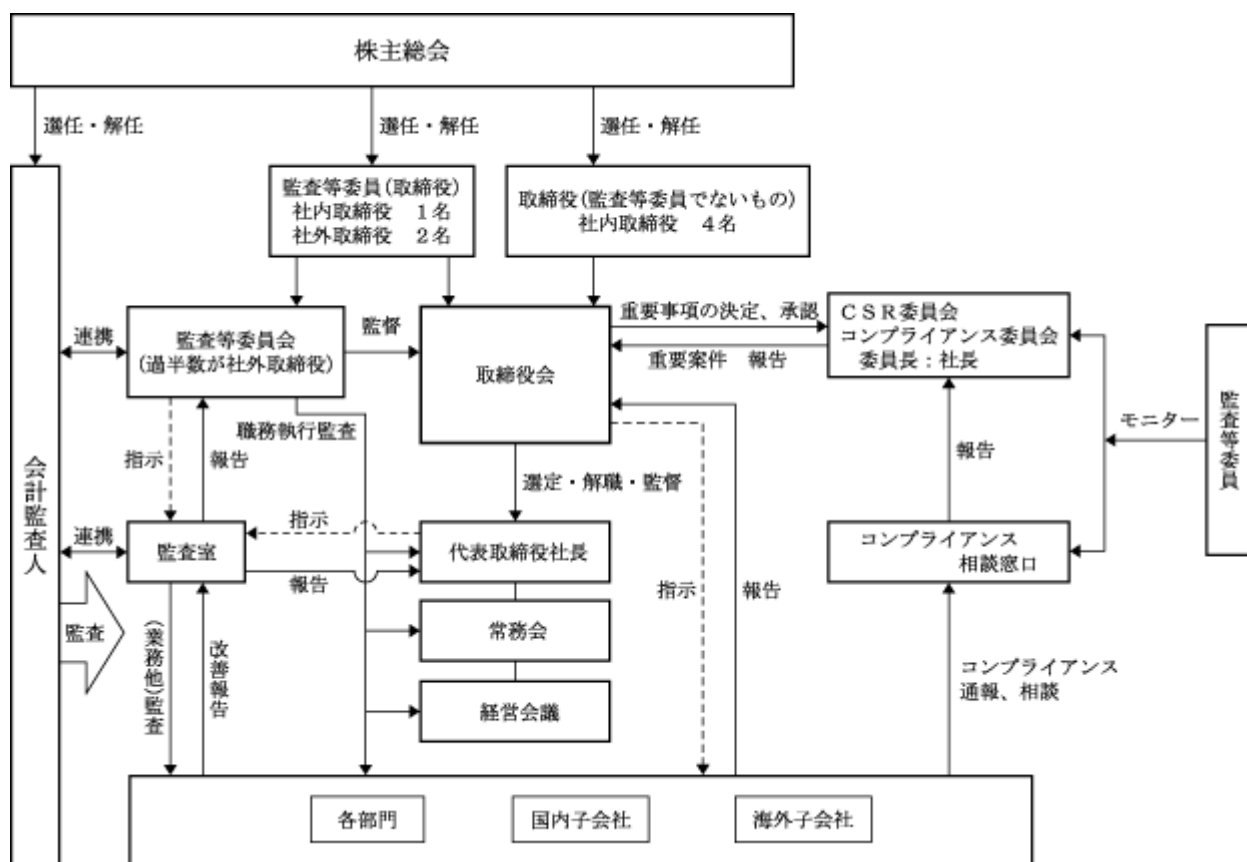 株主総会
選任・解任
選任・解任
選任・解任
監査等委員(取締役)
社内取締役　1名
社外取締役　2名
取締役(監査等委員でないもの)
社内取締役　4名
連携
監査等委員会
(過半数が社外取締役)
監督
取締役会
重要事項の決定、承認
重要案件　報告
ＣＳＲ委員会
コンプライアンス委員会
委員長：社長
監査等委員
モニター
職務執行監査
指示
報告
選定・解職・監督
報告
会計監査人
連携
監査室
指示
報告
代表取締役社長
コンプライアンス
相談窓口
指示
報告
監査
(業務他)監査
改善報告
常務会
経営会議
コンプライアンス
通報、相談
各部門
国内子会社
海外子会社